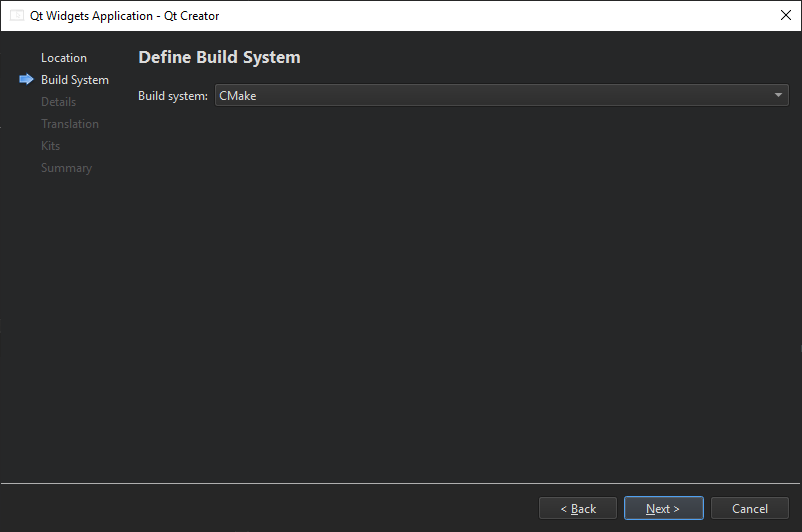 Qt Widgets Application - Qt Creator
Location
Build System
Details
Translation
Kits
Summary
Define Build System
Build system: CMake
< Back
Next >
Cancel